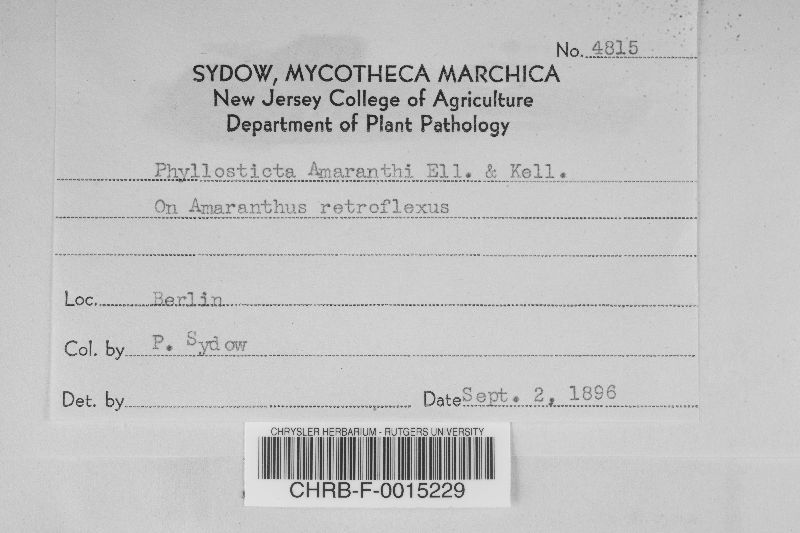 No. 4815
SYDOW, MYCOTHECA MARCHICA
New Jersey College of Agriculture
Department of Plant Pathology
Phyllosticta Amaranthi Ell. & Kell.
On Amaranthus retroflexus
Loc. Berlin
Col. by P. Sydow
Det. by
Date Sept. 2, 1896
CHRYSLER HERBARIUM - RUTGERS UNIVERSITY
CHRB-F-0015229